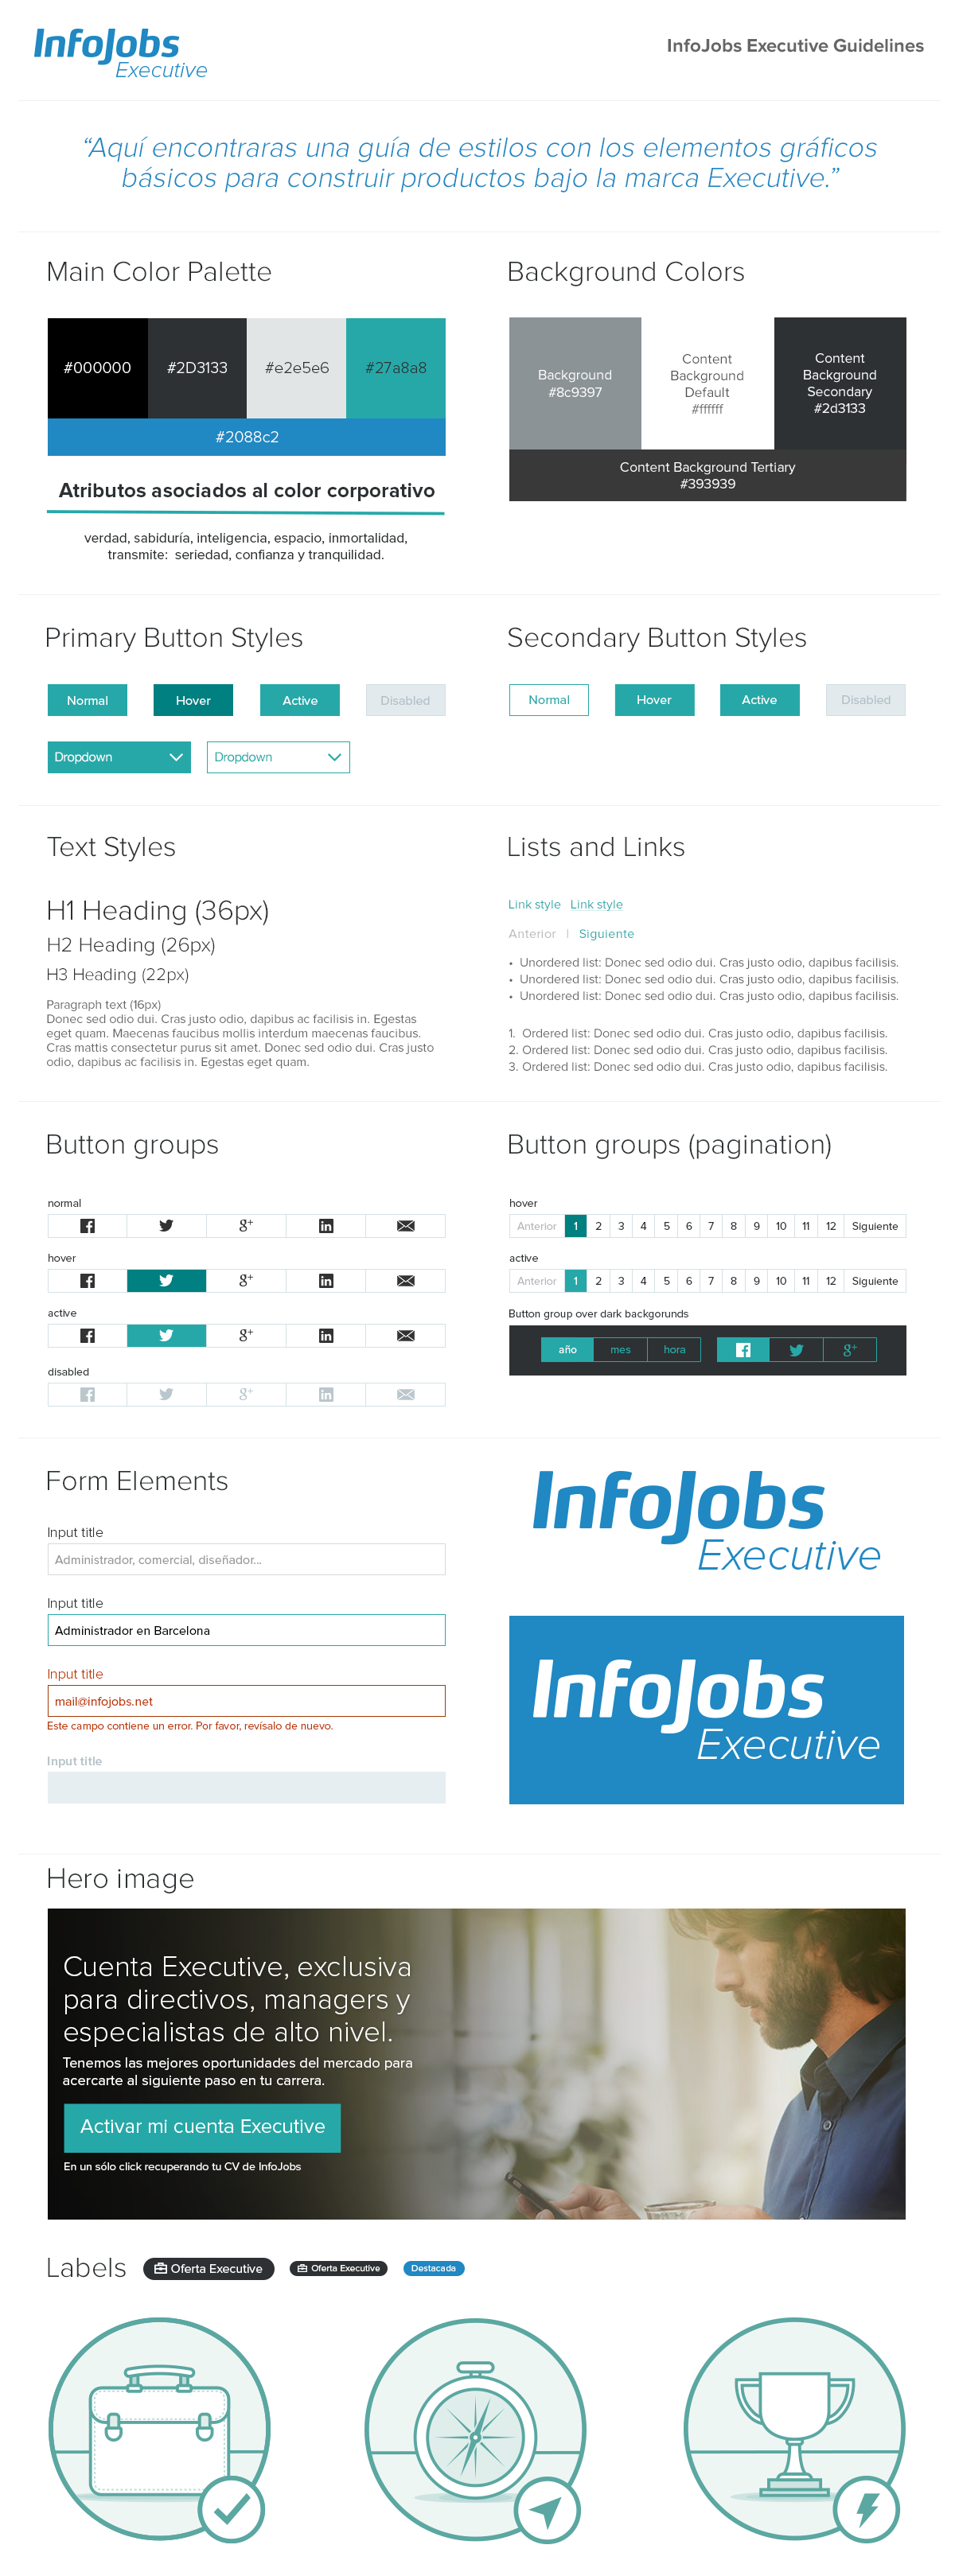 InfoJobs
Executive
InfoJobs Executive Guidelines
“Aquí encontraras una guía de estilos con los elementos gráficos
básicos para construir productos bajo la marca Executive.”
Main Color Palette
#000000
#2D3133
#e2e5e6
#27a8a8
#2088c2
Atributos asociados al color corporativo
verdad, sabiduría, inteligencia, espacio, inmortalidad,
transmite: seriedad, confianza y tranquilidad.
Background Colors
Background
#8c9397
Content
Background
Default
#ffffff
Content
Background
Secondary
#2d3133
Content Background Tertiary
#393939
Primary Button Styles
Normal
Hover
Active
Disabled
Dropdown
Dropdown
Secondary Button Styles
Normal
Hover
Active
Disabled
Text Styles
H1 Heading (36px)
H2 Heading (26px)
H3 Heading (22px)
Paragraph text (16px)
Donec sed odio dui. Cras justo odio, dapibus ac facilisis in. Egestas
eget quam. Maecenas faucibus mollis interdum maecenas faucibus.
Cras mattis consectetur purus sit amet. Donec sed odio dui. Cras justo
odio, dapibus ac facilisis in. Egestas eget quam.
Lists and Links
Link style Link style
Anterior | Siguiente
• Unordered list: Donec sed odio dui. Cras justo odio, dapibus facilisis.
• Unordered list: Donec sed odio dui. Cras justo odio, dapibus facilisis.
• Unordered list: Donec sed odio dui. Cras justo odio, dapibus facilisis.
1. Ordered list: Donec sed odio dui. Cras justo odio, dapibus facilisis.
2. Ordered list: Donec sed odio dui. Cras justo odio, dapibus facilisis.
3. Ordered list: Donec sed odio dui. Cras justo odio, dapibus facilisis.
Button groups
normal
f g+ in
hover
f g+ in
active
f g+ in
disabled
f g+ in
Button groups (pagination)
hover
Anterior 1 2 3 4 5 6 7 8 9 10 11 12 Siguiente
active
Anterior 1 2 3 4 5 6 7 8 9 10 11 12 Siguiente
Button group over dark backgorunds
año mes hora f g+
Form Elements
Input title
Administrador, comercial, diseñador...
Input title
Administrador en Barcelona
Input title
mail@infojobs.net
Este campo contiene un error. Por favor, revísalo de nuevo.
Input title
InfoJobs
Executive
InfoJobs
Executive
Hero image
Cuenta Executive, exclusiva
para directivos, managers y
especialistas de alto nivel.
Tenemos las mejores oportunidades del mercado para
acercarte al siguiente paso en tu carrera.
Activar mi cuenta Executive
En un sólo click recuperando tu CV de InfoJobs
Labels
Oferta Executive
Oferta Executive
Destacada